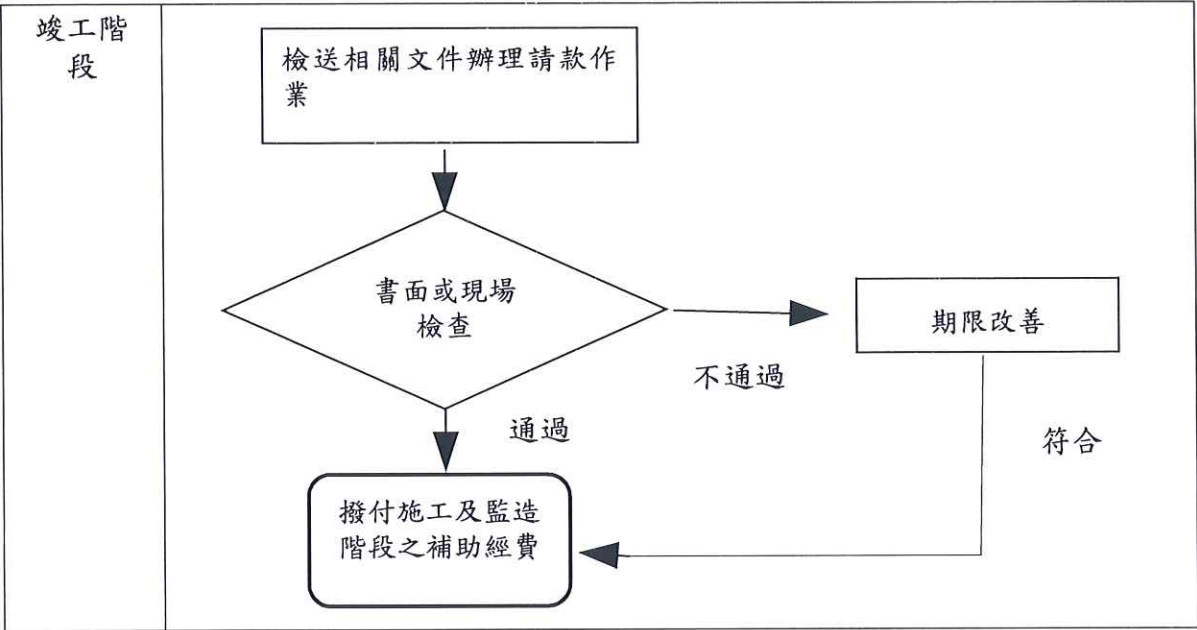 竣工階
段
檢送相關文件辦理請款作
業
書面或現場
檢查
期限改善
不通過
通過
符合
撥付施工及監造
階段之補助經費